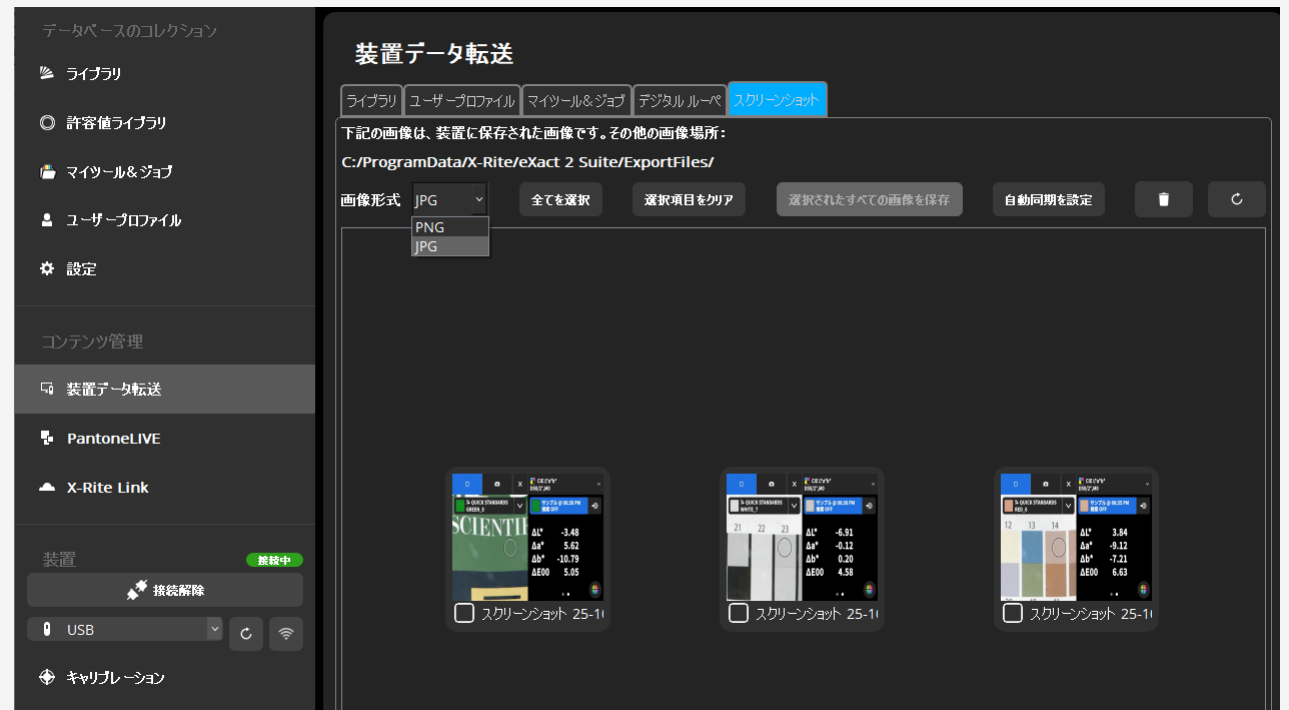 データベースのコレクション
ライブラリ
許容値ライブラリ
マイツール&ジョブ
ユーザープロファイル
設定
コンテンツ管理
装置データ転送
PantoneLIVE
X-Rite Link
装置
接続中
接続解除
USB
キャリブレーション
装置データ転送
ライブラリ ユーザープロファイル マイツール&ジョブ デジタル ルーペ スクリーンショット
下記の画像は、装置に保存された画像です。その他の画像場所：
C:/ProgramData/X-Rite/eXact 2 Suite/ExportFiles/
画像形式 JPG 全てを選択 選択項目をクリア 選択されたすべての画像を保存 自動同期を設定
PNG
JPG
QUICK STANDARDS
GREEN_8
SCIENTIF
ΔL* -3.48
Δa* 5.62
Δb* -10.79
ΔE00 5.05
スクリーンショット 25-1
QUICK STANDARDS
WHITE_7
21 22 23
ΔL* -6.91
Δa* -0.12
Δb* 0.20
ΔE00 4.58
スクリーンショット 25-1
QUICK STANDARDS
RED_6
12 13 14
ΔL* 3.84
Δa* -9.12
Δb* -7.21
ΔE00 6.63
スクリーンショット 25-1